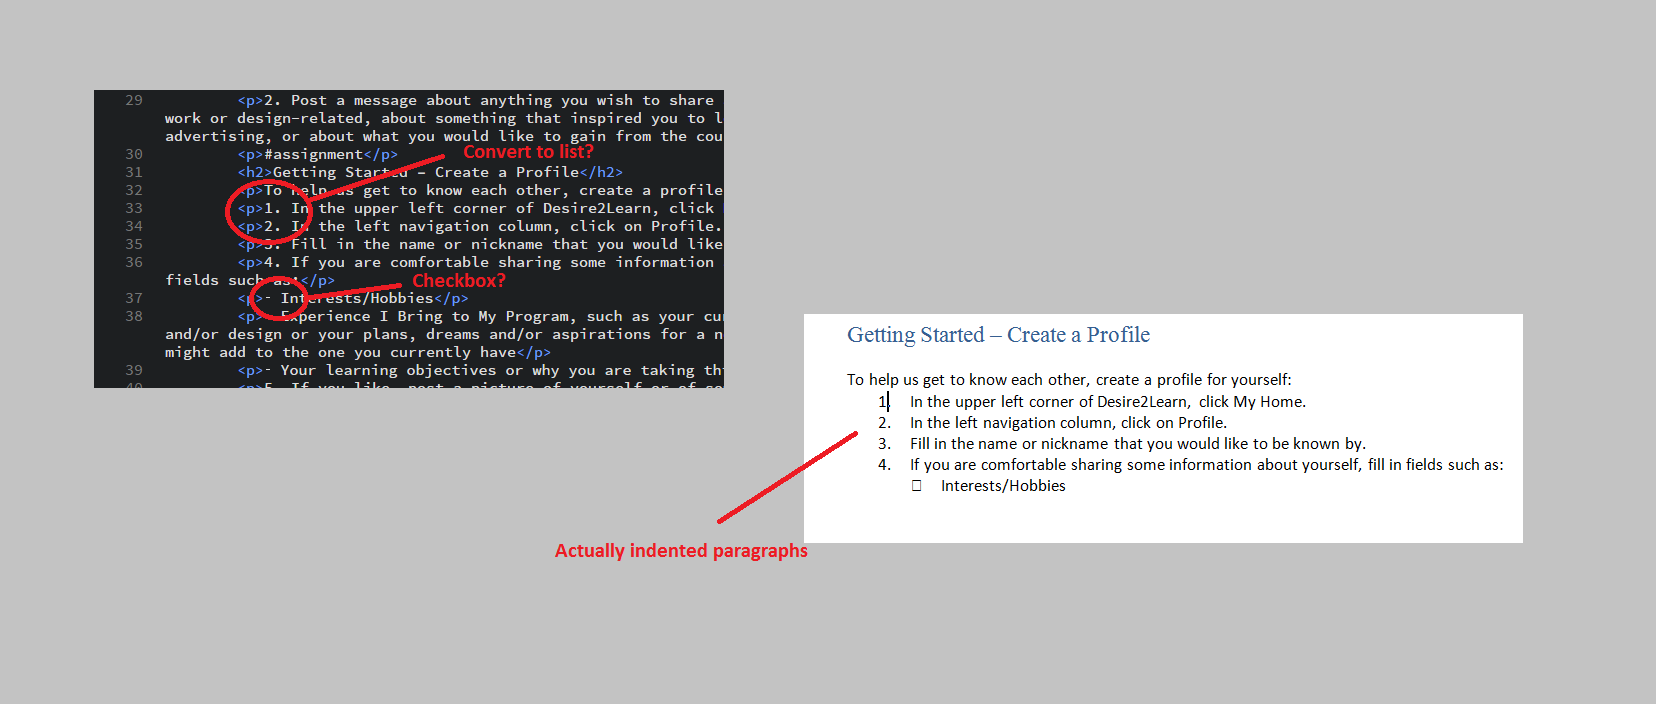 29 <p>2. Post a message about anything you wish to share
work or design-related, about something that inspired you to l
advertising, or about what you would like to gain from the cou
30 <p>#assignment</p>
Convert to list?
31 <h2>Getting Started – Create a Profile</h2>
32 <p>To help us get to know each other, create a profile
33 <p>1. In the upper left corner of Desire2Learn, click
34 <p>2. In the left navigation column, click on Profile.
35 <p>3. Fill in the name or nickname that you would like
36 <p>4. If you are comfortable sharing some information
fields such as:</p>
Checkbox?
37 <p>- Interests/Hobbies</p>
38 <p>- Experience I Bring to My Program, such as your cu
and/or design or your plans, dreams and/or aspirations for a n
might add to the one you currently have</p>
39 <p>- Your learning objectives or why you are taking th
40 <p>5. If you like, post a picture of yourself or of
Getting Started – Create a Profile
To help us get to know each other, create a profile for yourself:
1. In the upper left corner of Desire2Learn, click My Home.
2. In the left navigation column, click on Profile.
3. Fill in the name or nickname that you would like to be known by.
4. If you are comfortable sharing some information about yourself, fill in fields such as:
☐ Interests/Hobbies
Actually indented paragraphs